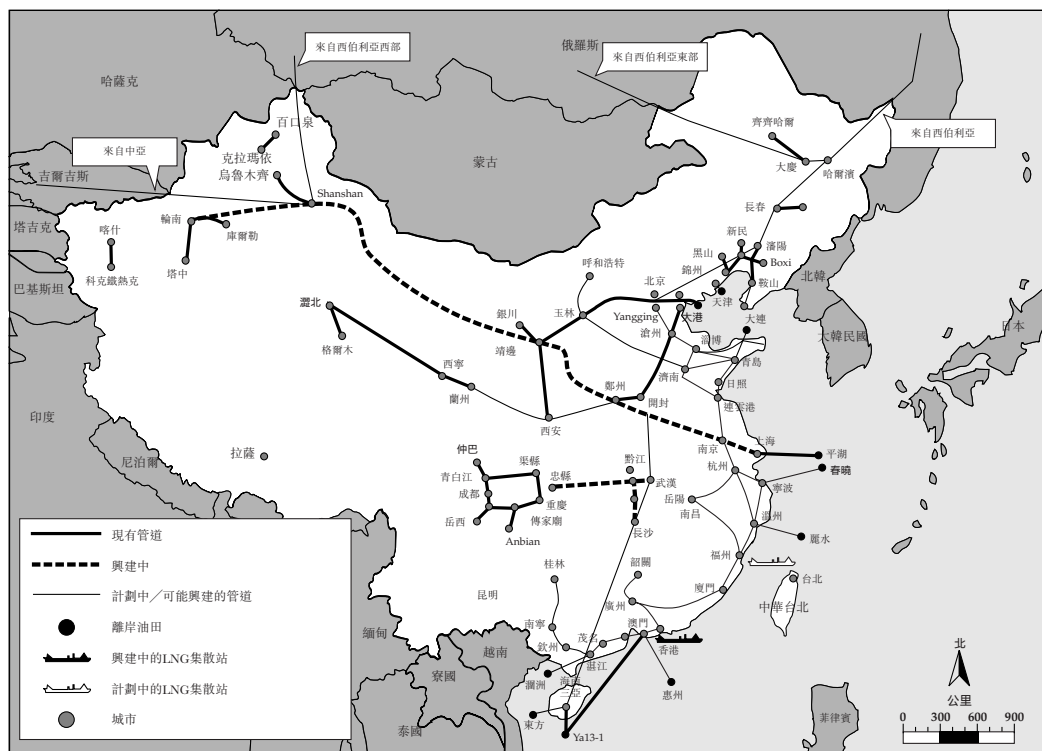 來自西伯利亞西部
俄羅斯
來自西伯利亞東部
哈薩克
百口泉
齊齊哈爾
來自西伯利亞
來自中亞
克拉瑪依
蒙古
大慶
哈爾濱
吉爾吉斯
烏魯木齊
Shanshan
塔吉克
喀什
輪南
庫爾勒
長春
新民
瀋陽
黑山
Boxi
呼和浩特
錦州
巴基斯坦
科克鐵熱克
塔中
北京
天津
鞍山
北韓
澀北
銀川
玉林
Yangging
大港
大連
日本
格爾木
靖邊
滄州
淄博
大韓民國
青島
西寧
濟南
日照
蘭州
鄭州
開封
連雲港
印度
西安
南京
上海
平湖
拉薩
仲巴
渠縣
黔江
杭州
春曉
尼泊爾
青白江
忠縣
武漢
寧波
成都
重慶
岳陽
岳西
傳家廟
南昌
溫州
長沙
麗水
Anbian
福州
桂林
韶關
台北
昆明
廣州
廈門
中華台北
緬甸
南寧
澳門
越南
欽州
茂名
香港
湛江
寮國
潿洲
海南
惠州
三亞
東方
泰國
Ya13-1
菲律賓
現有管道
興建中
計劃中/可能興建的管道
離岸油田
興建中的LNG集散站
計劃中的LNG集散站
城市
北
公里
0 300 600 900